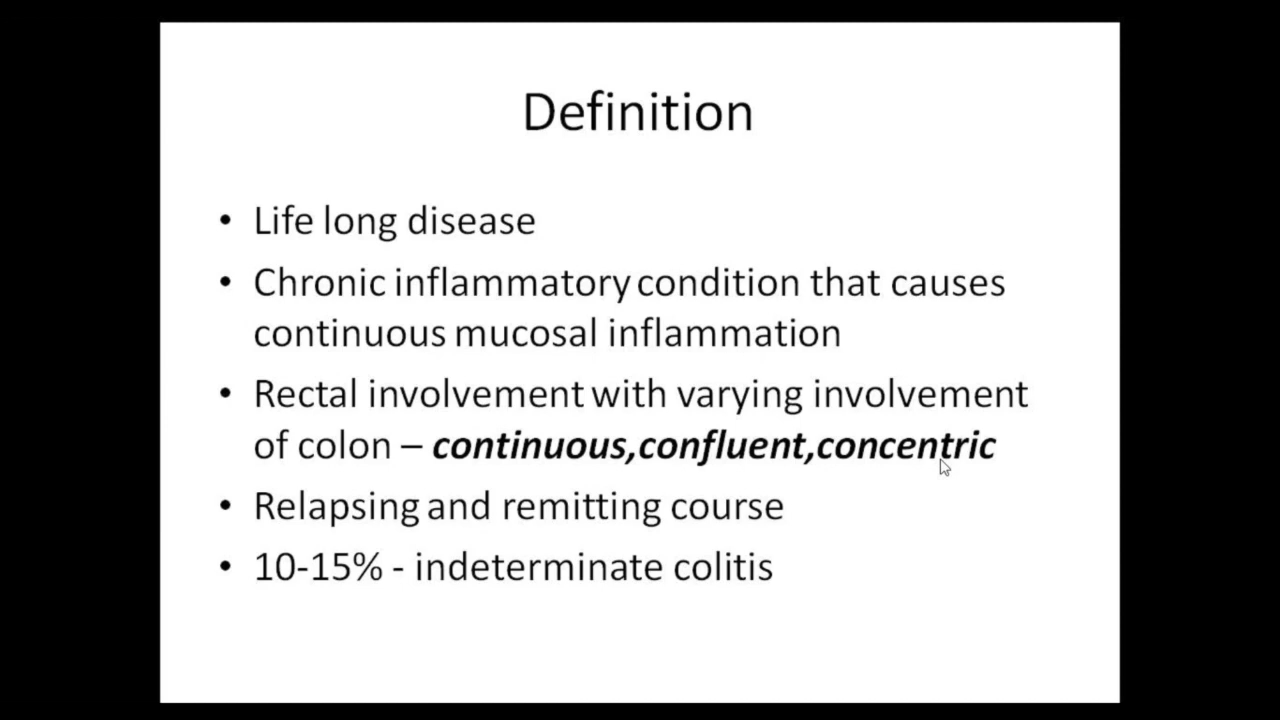 Definition
• Life long disease
• Chronic inflammatory condition that causes
continuous mucosal inflammation
• Rectal involvement with varying involvement
of colon – continuous,confluent,concentric
• Relapsing and remitting course
• 10-15% - indeterminate colitis